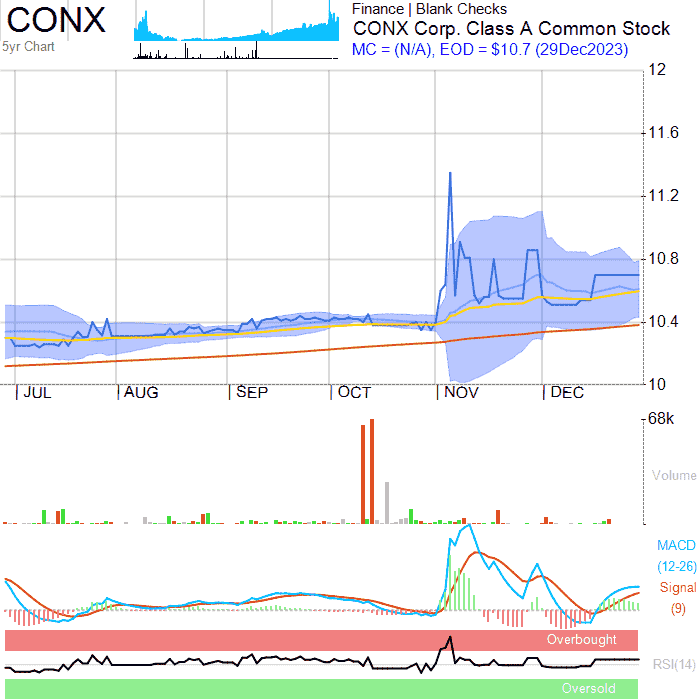 CONX
5yr Chart
Finance | Blank Checks
CONX Corp. Class A Common Stock
MC = (N/A), EOD = $10.7 (29Dec2023)
12
11.6
11.2
10.8
10.4
10
JUL AUG SEP OCT NOV DEC
68k
Volume
MACD
(12-26)
Signal
(9)
Overbought
RSI(14)
Oversold